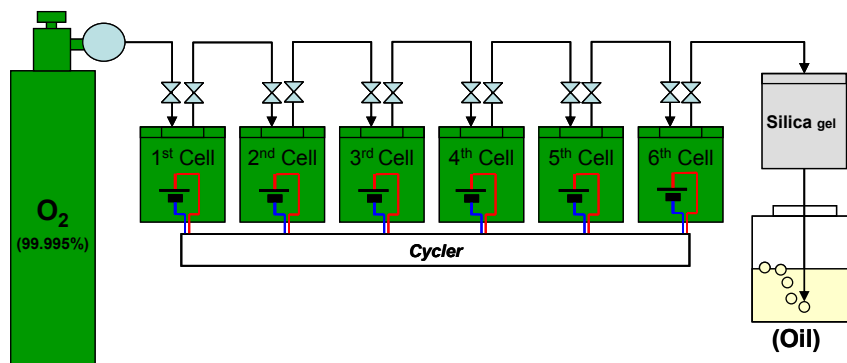 1st Cell
2nd Cell
3rd Cell
4th Cell
5th Cell
6th Cell
Silica gel
O2
(99.995%)
Cycler
(Oil)